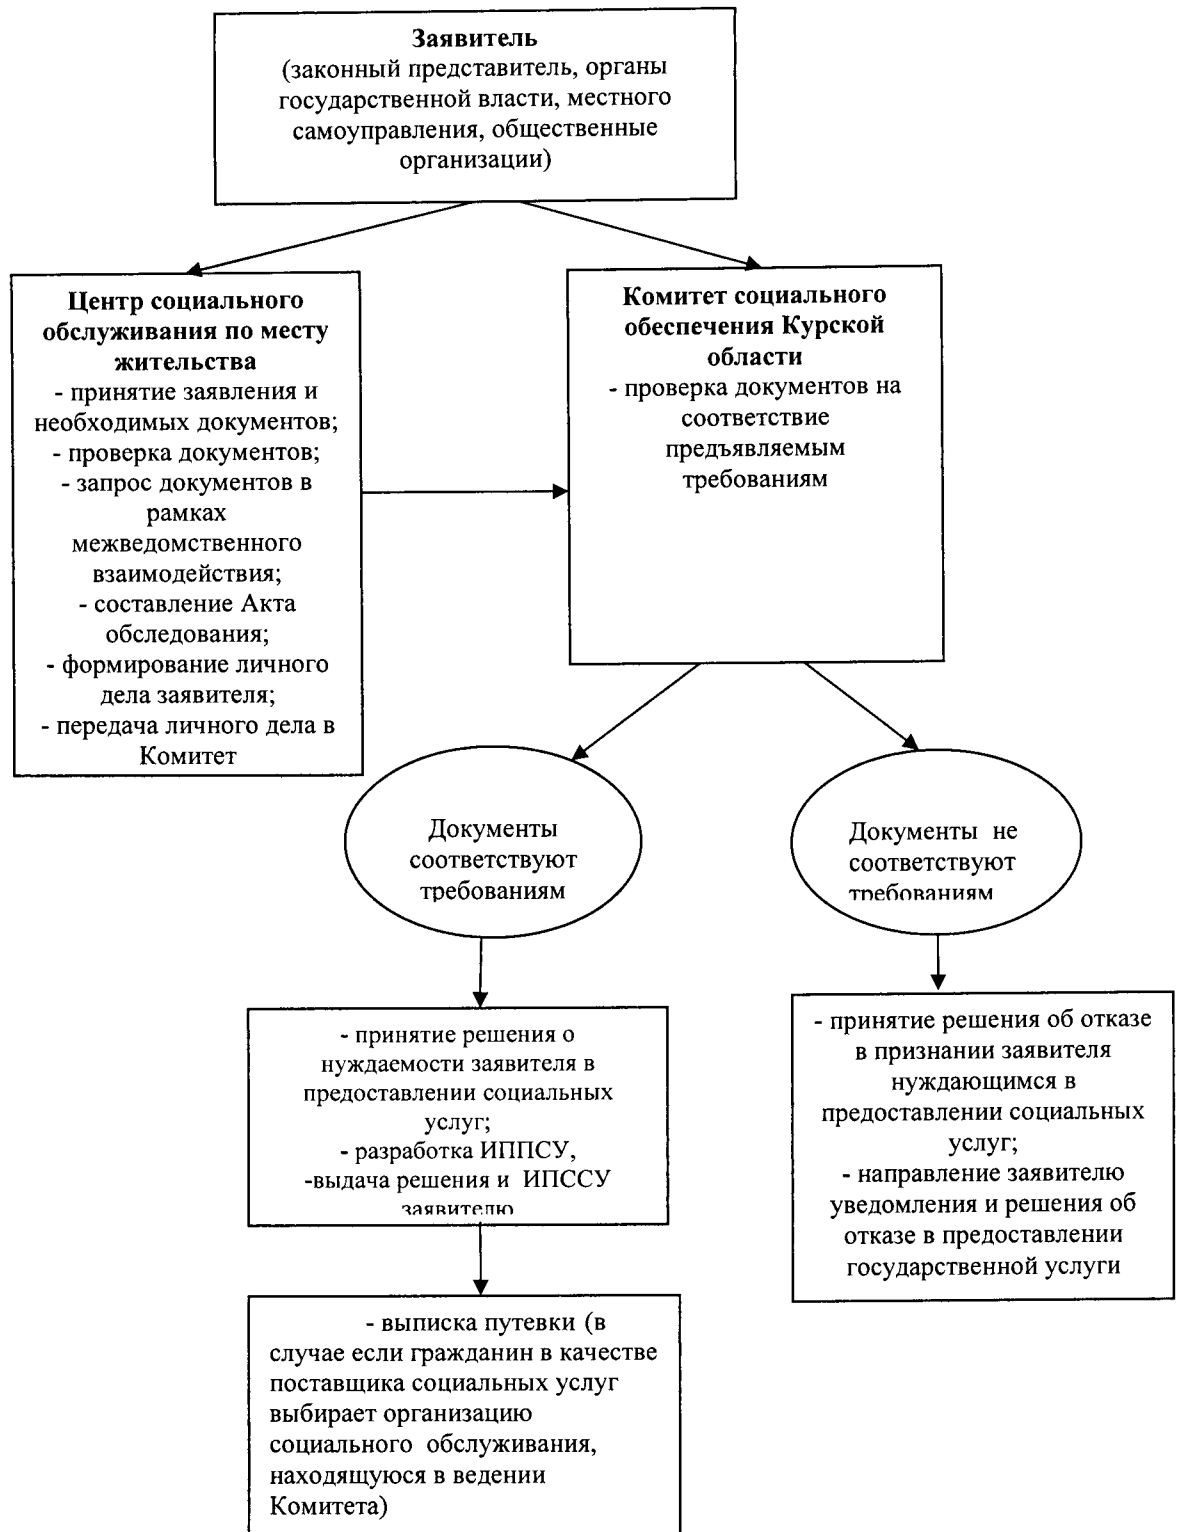 Заявитель
(законный представитель, органы
государственной власти, местного
самоуправления, общественные
организации)
Центр социального
обслуживания по месту
жительства
- принятие заявления и
необходимых документов;
- проверка документов;
- запрос документов в
рамках
межведомственного
взаимодействия;
- составление Акта
обследования;
- формирование личного
дела заявителя;
- передача личного дела в
Комитет
Комитет социального
обеспечения Курской
области
- проверка документов на
соответствие
предъявляемым
требованиям
Документы
соответствуют
требованиям
Документы не
соответствуют
требованиям
- принятие решения о
нуждаемости заявителя в
предоставлении социальных
услуг;
- разработка ИППСУ,
-выдача решения и ИПССУ
заявителю
- принятие решения об отказе
в признании заявителя
нуждающимся в
предоставлении социальных
услуг;
- направление заявителю
уведомления и решения об
отказе в предоставлении
государственной услуги
- выписка путевки (в
случае если гражданин в качестве
поставщика социальных услуг
выбирает организацию
социального обслуживания,
находящуюся в ведении
Комитета)